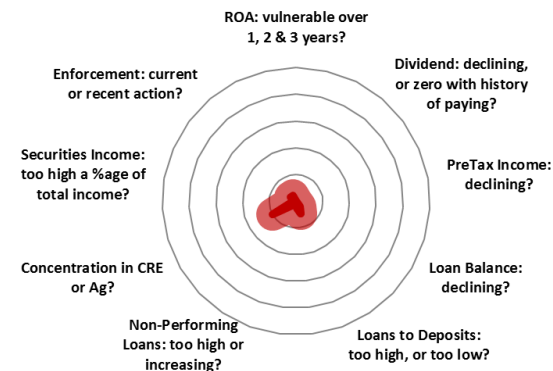 ROA: vulnerable over
1, 2 & 3 years?
Dividend: declining,
or zero with history
of paying?
PreTax Income:
declining?
Loan Balance:
declining?
Loans to Deposits:
too high, or too low?
Non-Performing
Loans: too high or
increasing?
Concentration in CRE
or Ag?
Securities Income:
too high a %age of
total income?
Enforcement: current
or recent action?